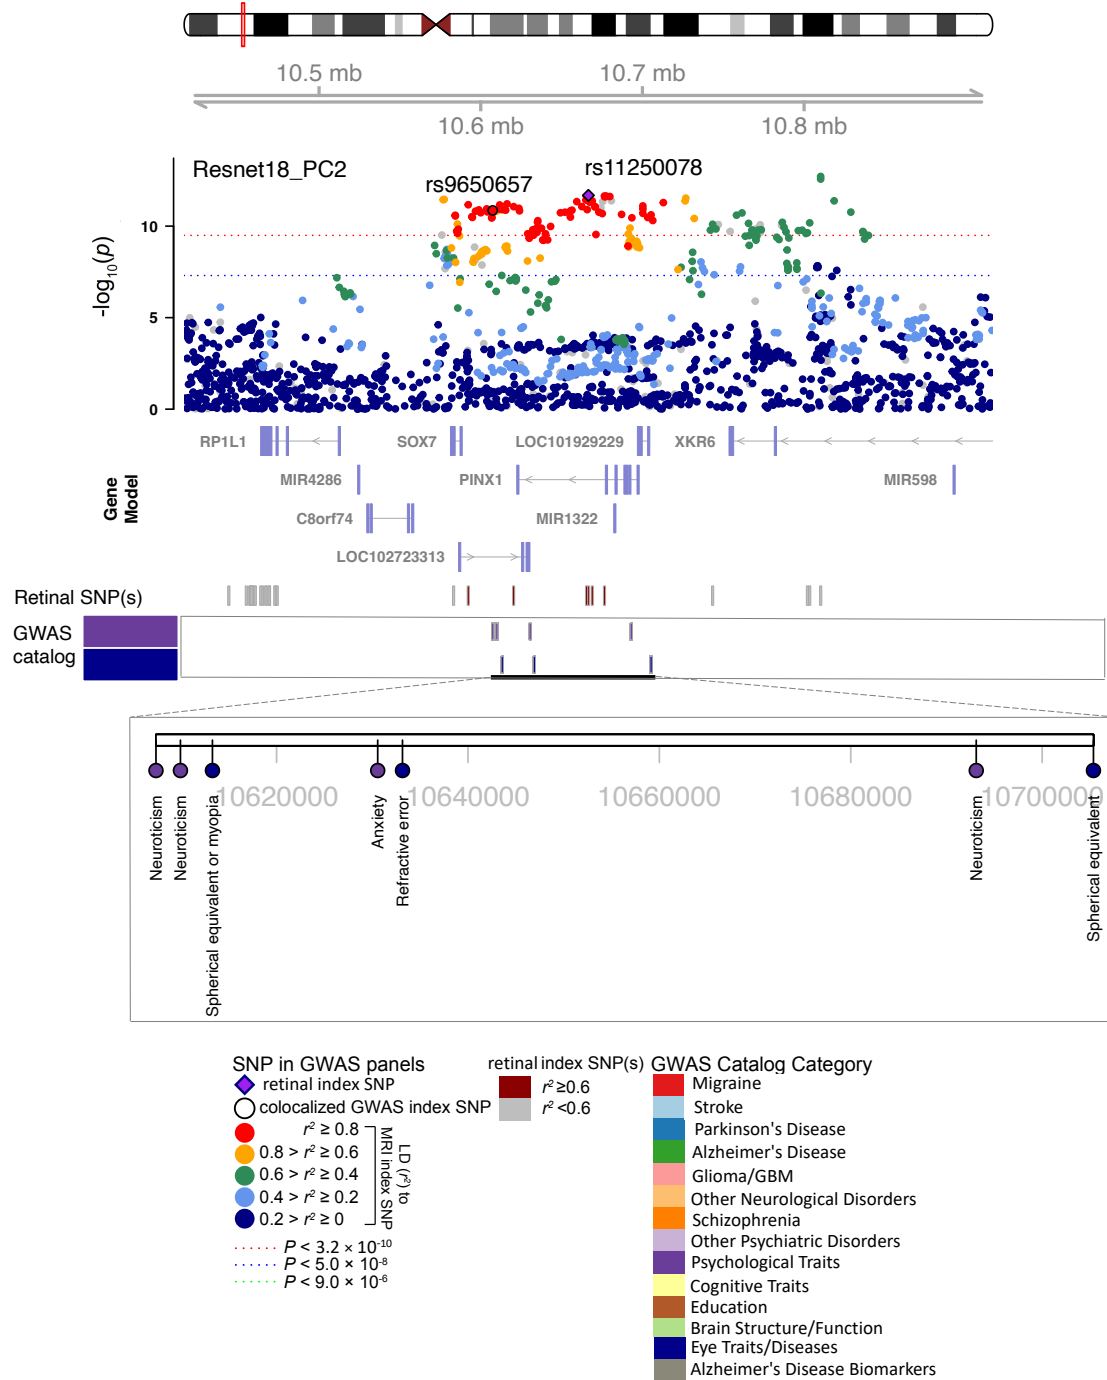 10.5 mb
10.7 mb
10.6 mb
10.8 mb
Resnet18_PC2
rs11250078
rs9650657
-log10(p)
10
5
0
RP1L1
SOX7
LOC101929229
XKR6
MIR4286
PINX1
MIR598
Gene
Model
C8orf74
MIR1322
LOC102723313
Retinal SNP(s)
GWAS
catalog
10620000
10640000
10660000
10680000
10700000
Neuroticism
Neuroticism
Spherical equivalent or myopia
Anxiety
Refractive error
Neuroticism
Spherical equivalent
SNP in GWAS panels
retinal index SNP
colocalized GWAS index SNP
r² ≥ 0.8
0.8 > r² ≥ 0.6
0.6 > r² ≥ 0.4
0.4 > r² ≥ 0.2
0.2 > r² ≥ 0
LD (r²) to
MRI index SNP
P < 3.2 × 10⁻¹⁰
P < 5.0 × 10⁻⁸
P < 9.0 × 10⁻⁶
retinal index SNP(s)
r² ≥0.6
r² <0.6
GWAS Catalog Category
Migraine
Stroke
Parkinson's Disease
Alzheimer's Disease
Glioma/GBM
Other Neurological Disorders
Schizophrenia
Other Psychiatric Disorders
Psychological Traits
Cognitive Traits
Education
Brain Structure/Function
Eye Traits/Diseases
Alzheimer's Disease Biomarkers